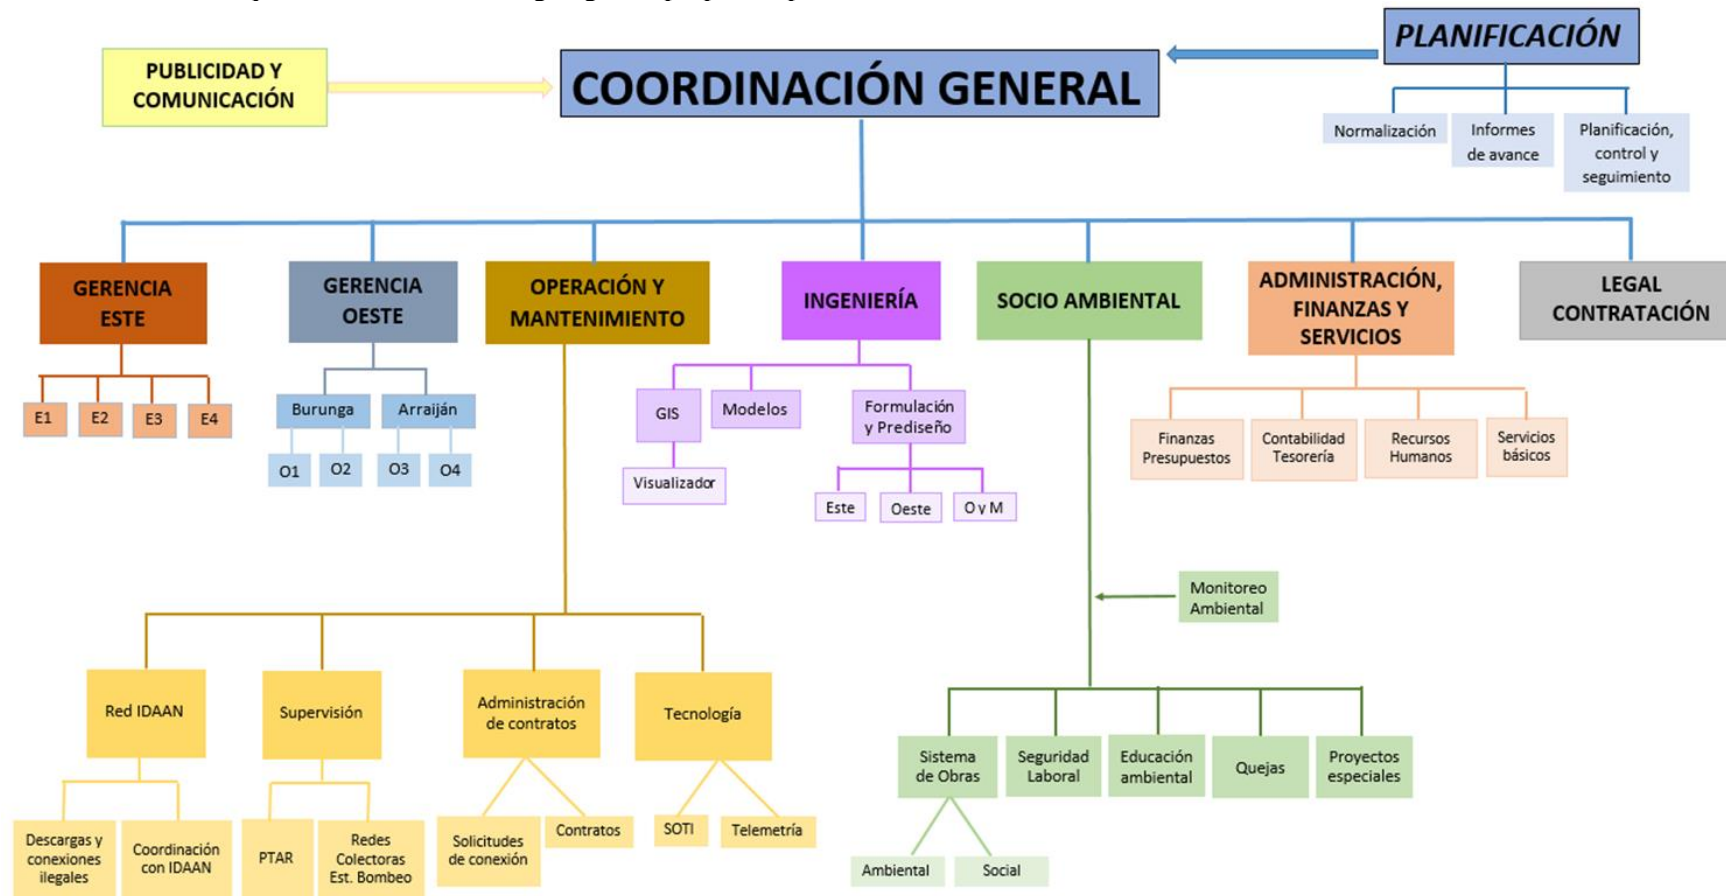 PLANIFICACIÓN
PUBLICIDAD Y
COMUNICACIÓN
COORDINACIÓN GENERAL
Normalización
Informes
de avance
Planificación,
control y
seguimiento
GERENCIA
ESTE
GERENCIA
OESTE
OPERACIÓN Y
MANTENIMIENTO
INGENIERÍA
SOCIO AMBIENTAL
ADMINISTRACIÓN,
FINANZAS Y
SERVICIOS
LEGAL
CONTRATACIÓN
E1
E2
E3
E4
Burunga
Arraiján
O1
O2
O3
O4
GIS
Modelos
Formulación
y Prediseño
Visualizador
Este
Oeste
O y M
Finanzas
Presupuestos
Contabilidad
Tesorería
Recursos
Humanos
Servicios
básicos
Monitoreo
Ambiental
Red IDAAN
Supervisión
Administración
de contratos
Tecnología
Sistema
de Obras
Seguridad
Laboral
Educación
ambiental
Quejas
Proyectos
especiales
Descargas y
conexiones
ilegales
Coordinación
con IDAAN
PTAR
Redes
Colectoras
Est. Bombeo
Solicitudes
de conexión
Contratos
SOTI
Telemetría
Ambiental
Social